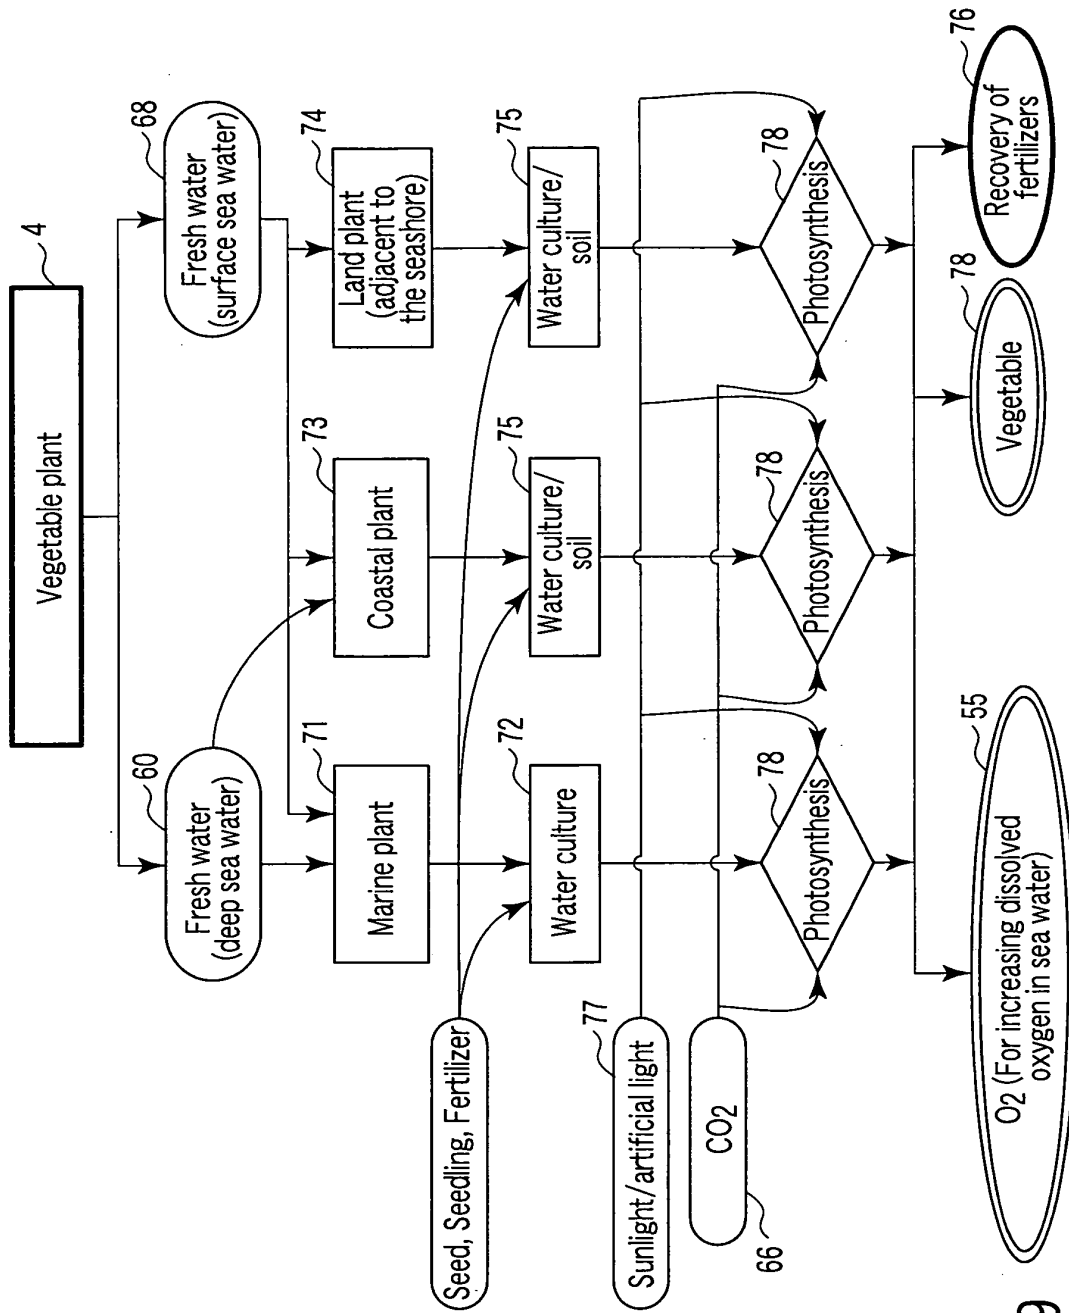 Vegetable plant
4
Fresh water
(deep sea water)
60
Fresh water
(surface sea water)
68
Marine plant
71
Coastal plant
73
Land plant
(adjacent to
the seashore)
74
Seed, Seedling, Fertilizer
Water culture
72
Water culture/
soil
75
Water culture/
soil
75
Sunlight/artificial light
77
CO2
66
Photosynthesis
78
Photosynthesis
78
Photosynthesis
78
O2 (For increasing dissolved
oxygen in sea water)
55
Vegetable
78
Recovery of
fertilizers
76
9